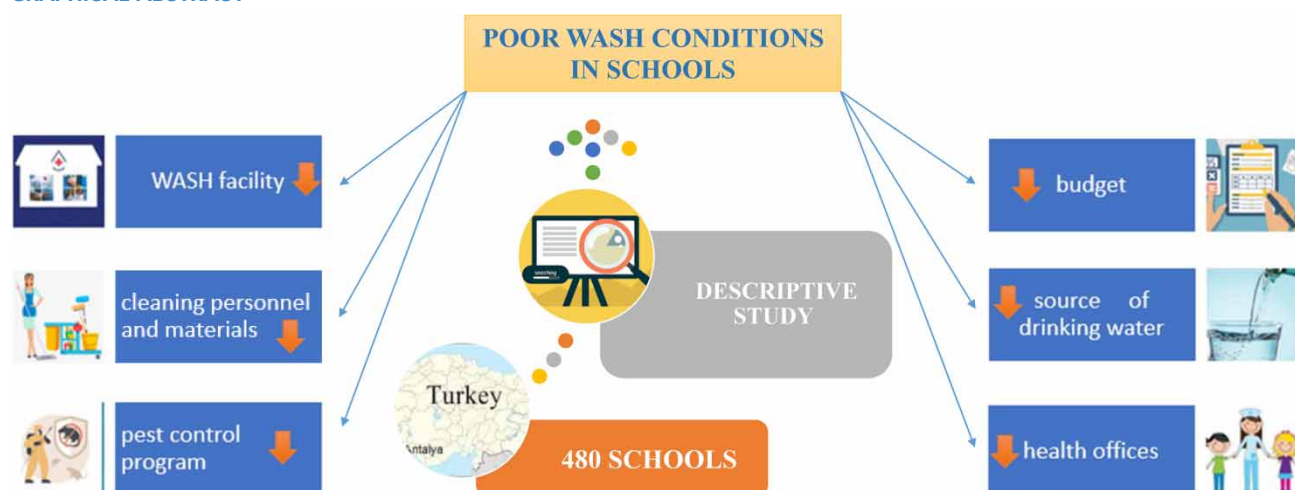 POOR WASH CONDITIONS
IN SCHOOLS
WASH facility
cleaning personnel
and materials
pest control
program
budget
source of
drinking water
health offices
searching
DESCRIPTIVE
STUDY
Turkey
Antalya
480 SCHOOLS